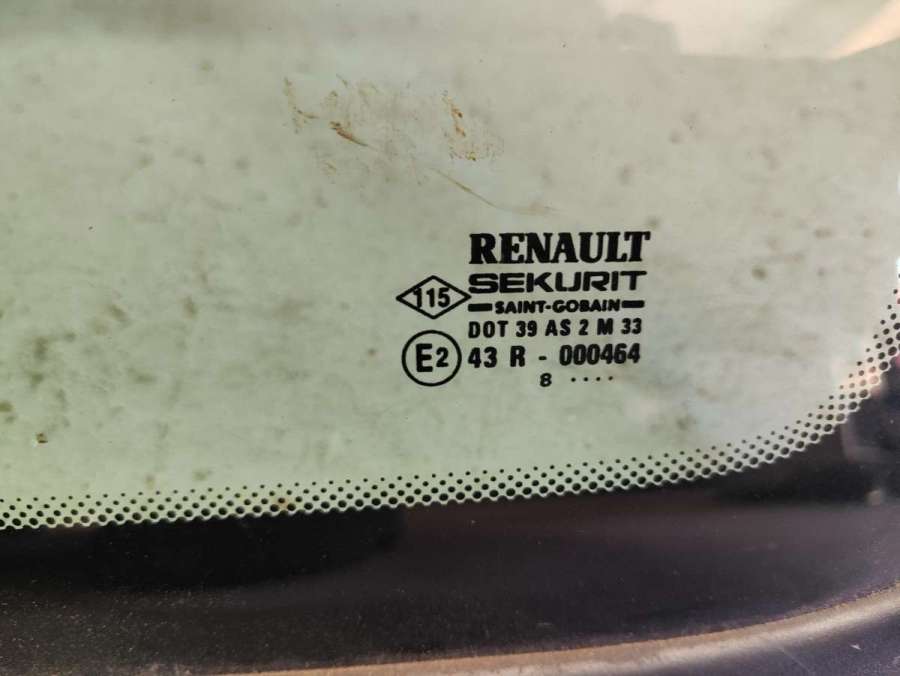 RENAULT
115 SEKURIT
SAINT-GOBAIN
DOT 39 AS 2 M 33
E2 43 R - 000464
8 ....